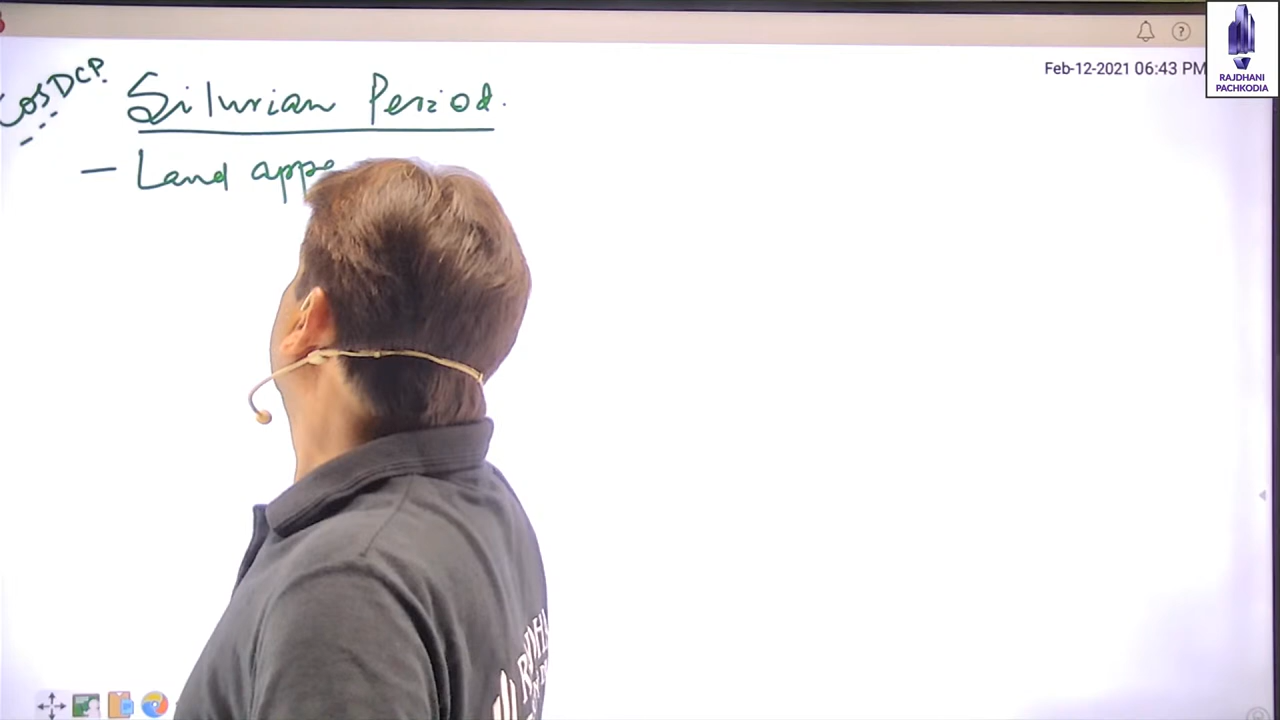 Feb-12-2021 06:43 PM
RAJDHANI
PACHKODIA
COSDCP.
Silurian Period.
- Land appe